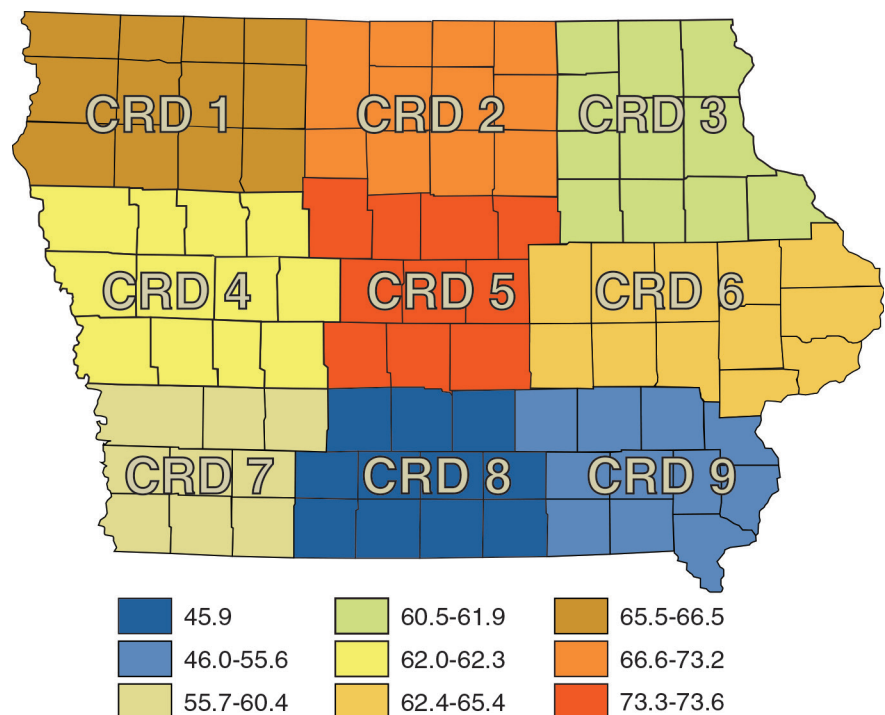 CRD 1
CRD 2
CRD 3
CRD 4
CRD 5
CRD 6
CRD 7
CRD 8
CRD 9
45.9
60.5-61.9
65.5-66.5
46.0-55.6
62.0-62.3
66.6-73.2
55.7-60.4
62.4-65.4
73.3-73.6